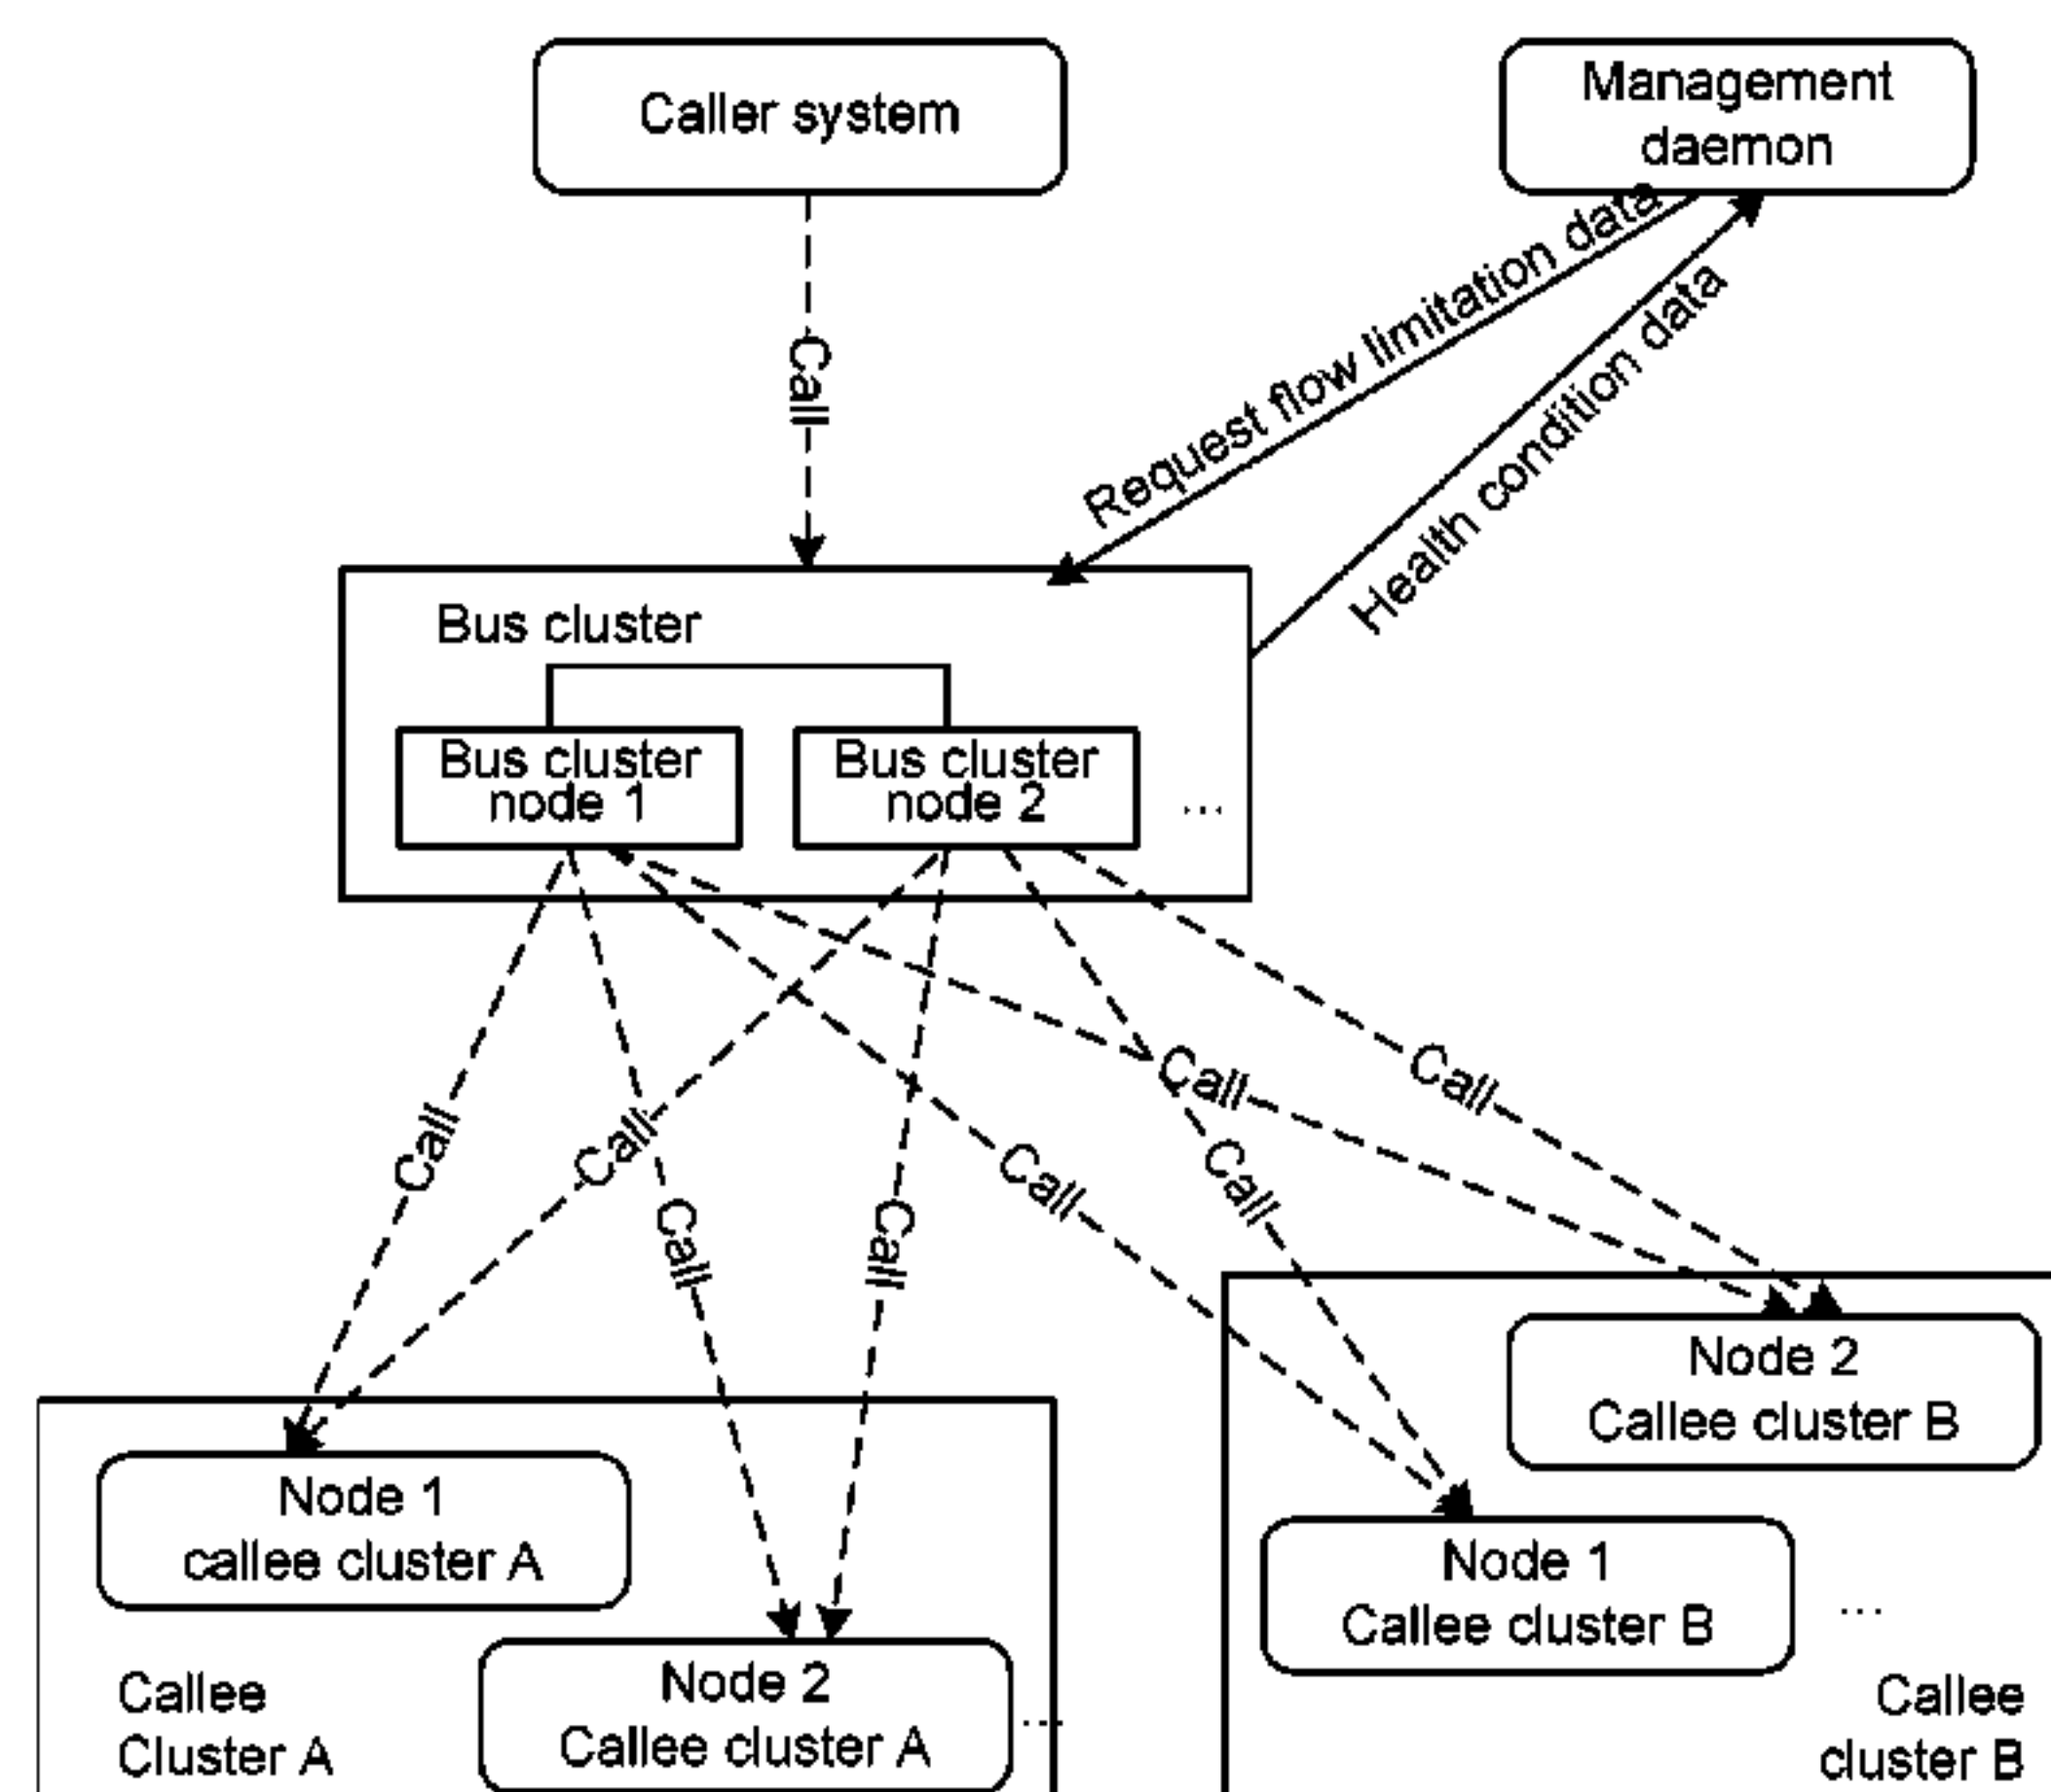 Caller system
Management
daemon
Call
Request flow limitation data
Health condition data
Bus cluster
Bus cluster
node 1
Bus cluster
node 2
...
Call
Call
Call
Call
Call
Call
Call
Call
Node 2
Callee cluster B
Node 1
callee cluster A
Node 1
Callee cluster B
...
Node 2
Callee cluster A
...
Callee
Cluster A
Callee
cluster B